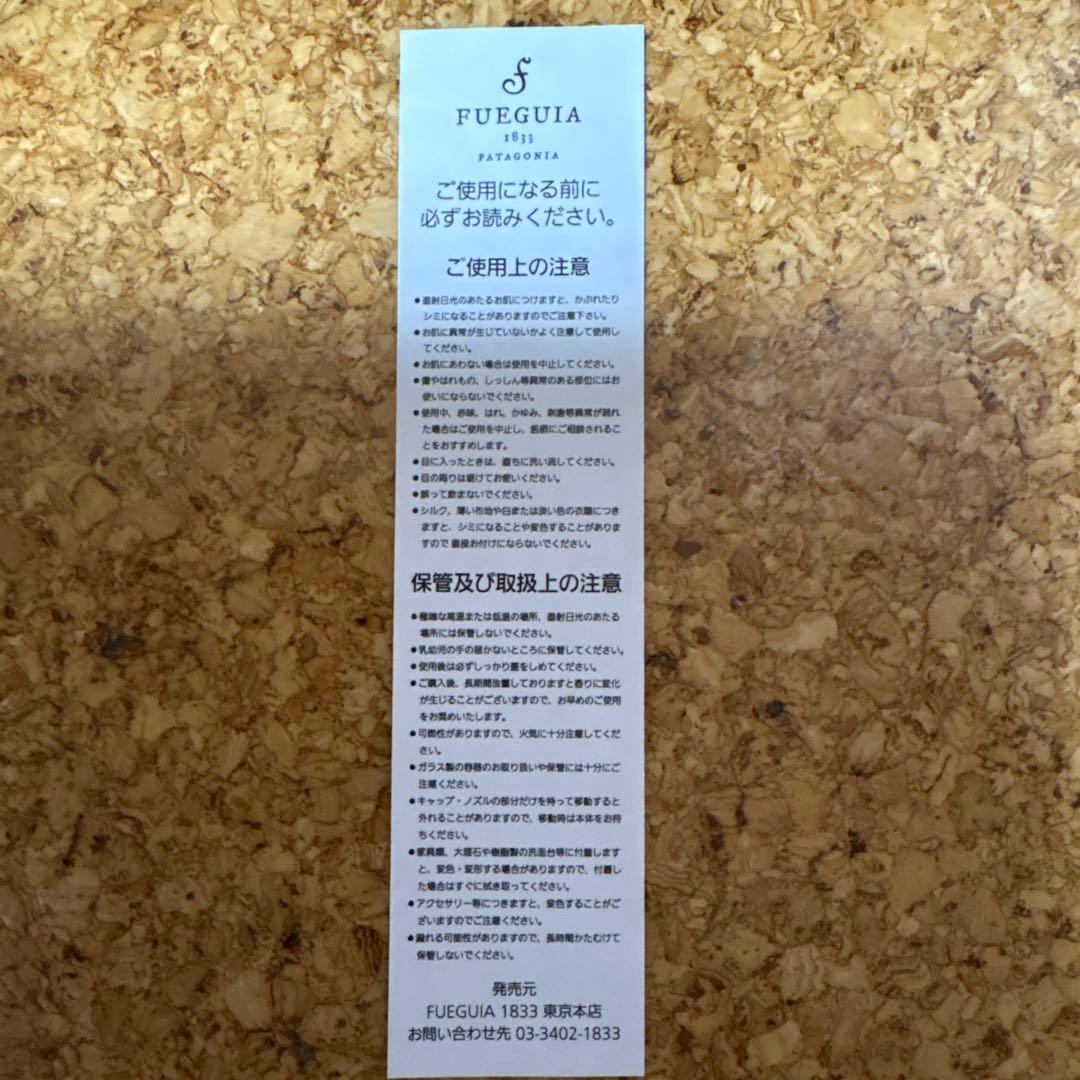 f
FUEGUIA
1833
PATAGONIA
ご使用になる前に
必ずお読みください。
ご使用上の注意
●直射日光のあたるお肌につけますと、かぶれたり
シミになることがありますのでご注意下さい。
●お肌に異常が生じていないかよく注意して使用し
てください。
●お肌にあわない場合は使用を中止してください。
●傷やはれもの、しっしん等異常のある部位にはお
使いにならないでください。
●使用中、赤味、はれ、かゆみ、刺激等異常が現れ
た場合はご使用を中止し、医師にご相談されるこ
とをおすすめします。
●目に入ったときは、直ちに洗い流してください。
●目の周りは避けてお使いください。
●誤って飲まないでください。
●シルク、薄い布地や白または淡い色の衣類につき
ますと、シミになることや変色することがありま
すので 直接お付けにならないでください。
保管及び取扱上の注意
●極端な高温または低温の場所、直射日光のあたる
場所には保管しないでください。
●乳幼児の手の届かないところに保管してください。
●使用後は必ずしっかり蓋をしめてください。
●ご購入後、長期間放置しておりますと香りに変化
が生じることがございますので、お早めのご使用
をお奨めいたします。
●可燃性がありますので、火気に十分注意してくだ
さい。
●ガラス製の容器のお取り扱いや保管には十分にご
注意ください。
●キャップ・ノズルの部分だけを持って移動すると
外れることがありますので、移動時は本体をお持
ちください。
●家具類、大理石や樹脂製の洗面台等に付着します
と、変色・変形する場合がありますので、付着し
た場合はすぐに拭き取ってください。
●アクセサリー等につきますと、変色することがご
ざいますのでご注意ください。
●漏れる可能性がありますので、長時間かたむけて
保管しないでください。
発売元
FUEGUIA 1833 東京本店
お問い合わせ先 03-3402-1833